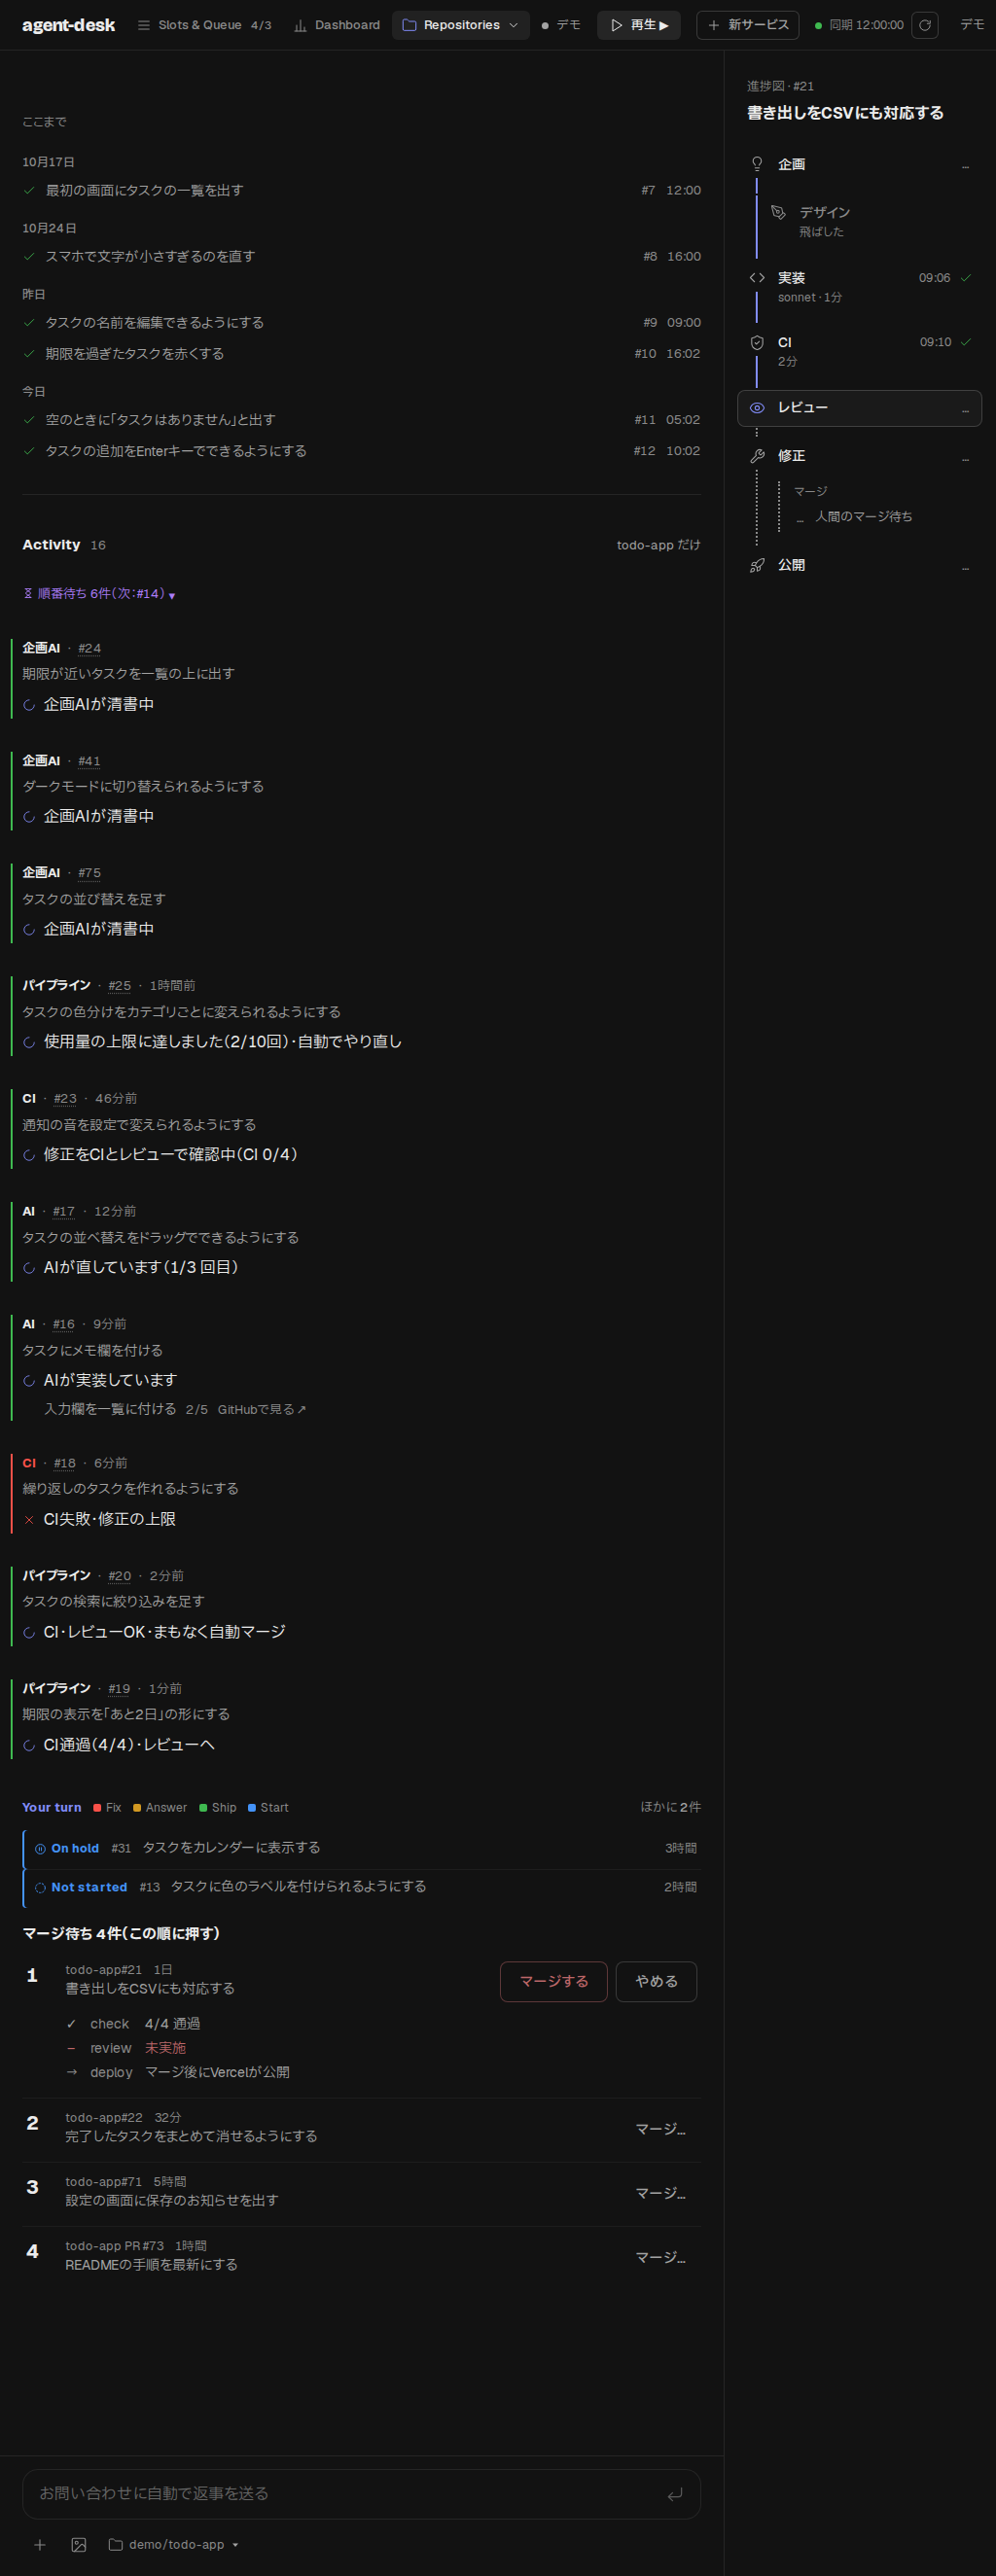 agent-desk Slots & Queue 4/3 Dashboard Repositories デモ 再生 ▶ 新サービス 同期 12:00:00 デモ
ここまで
10月17日
最初の画面にタスクの一覧を出す #7 12:00
10月24日
スマホで文字が小さすぎるのを直す #8 16:00
昨日
タスクの名前を編集できるようにする #9 09:00
期限を過ぎたタスクを赤くする #10 16:02
今日
空のときに「タスクはありません」と出す #11 05:02
タスクの追加をEnterキーでできるようにする #12 10:02
Activity 16 todo-app だけ
順番待ち 6件（次：#14）▼
企画AI · #24
期限が近いタスクを一覧の上に出す
企画AIが清書中
企画AI · #41
ダークモードに切り替えられるようにする
企画AIが清書中
企画AI · #75
タスクの並び替えを足す
企画AIが清書中
パイプライン · #25 · 1時間前
タスクの色分けをカテゴリごとに変えられるようにする
使用量の上限に達しました（2/10回）・自動でやり直し
CI · #23 · 46分前
通知の音を設定で変えられるようにする
修正をCIとレビューで確認中（CI 0/4）
AI · #17 · 12分前
タスクの並べ替えをドラッグでできるようにする
AIが直しています（1/3 回目）
AI · #16 · 9分前
タスクにメモ欄を付ける
AIが実装しています
入力欄を一覧に付ける 2/5 GitHubで見る ↗
CI · #18 · 6分前
繰り返しのタスクを作れるようにする
CI失敗・修正の上限
パイプライン · #20 · 2分前
タスクの検索に絞り込みを足す
CI・レビューOK・まもなく自動マージ
パイプライン · #19 · 1分前
期限の表示を「あと2日」の形にする
CI通過（4/4）・レビューへ
Your turn Fix Answer Ship Start ほかに 2件
On hold #31 タスクをカレンダーに表示する 3時間
Not started #13 タスクに色のラベルを付けられるようにする 2時間
マージ待ち 4件（この順に押す）
1 todo-app#21 1日
書き出しをCSVにも対応する
マージする やめる
✓ check 4/4 通過
– review 未実施
→ deploy マージ後にVercelが公開
2 todo-app#22 32分
完了したタスクをまとめて消せるようにする
マージ…
3 todo-app#71 5時間
設定の画面に保存のお知らせを出す
マージ…
4 todo-app PR #73 1時間
READMEの手順を最新にする
マージ…
お問い合わせに自動で返事を送る
demo/todo-app
進捗図 · #21
書き出しをCSVにも対応する
企画 …
デザイン
飛ばした
実装 09:06
sonnet · 1分
CI 09:10
2分
レビュー …
修正 …
マージ
… 人間のマージ待ち
公開 …